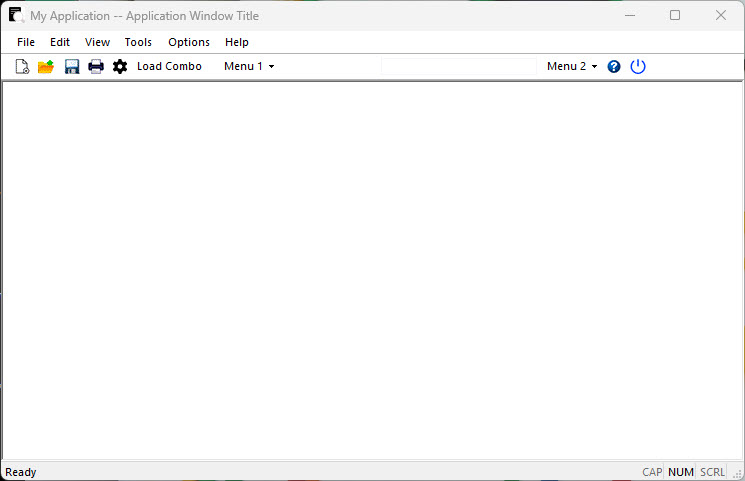 My Application -- Application Window Title
File Edit View Tools Options Help
Load Combo Menu 1 Menu 2 ?
Ready CAP NUM SCRL